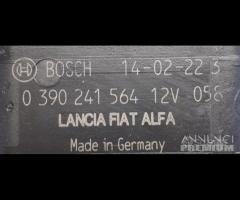 BOSCH 14-02-22 3
0 390 241 564 12V 058
LANCIA FIAT ALFA
Made in Germany
ANNUNCI
PREMIUM